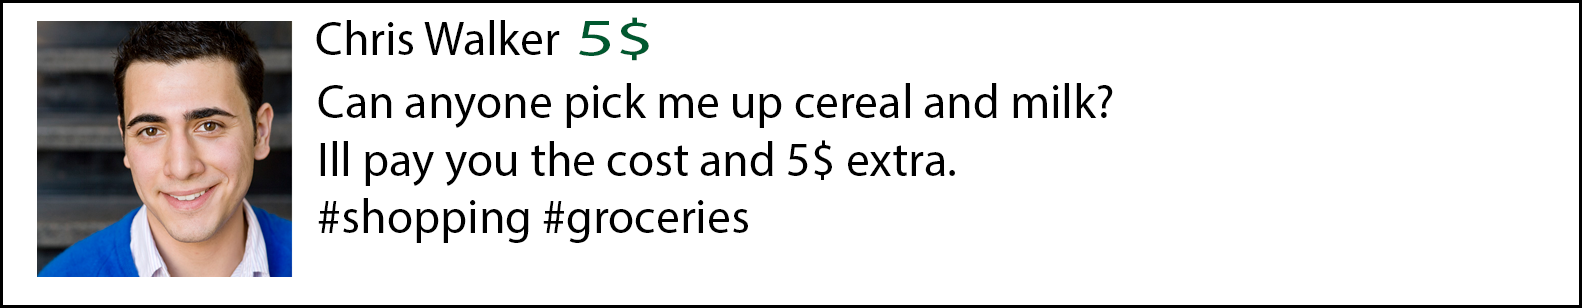 Chris Walker 5$
Can anyone pick me up cereal and milk?
Ill pay you the cost and 5$ extra.
#shopping #groceries